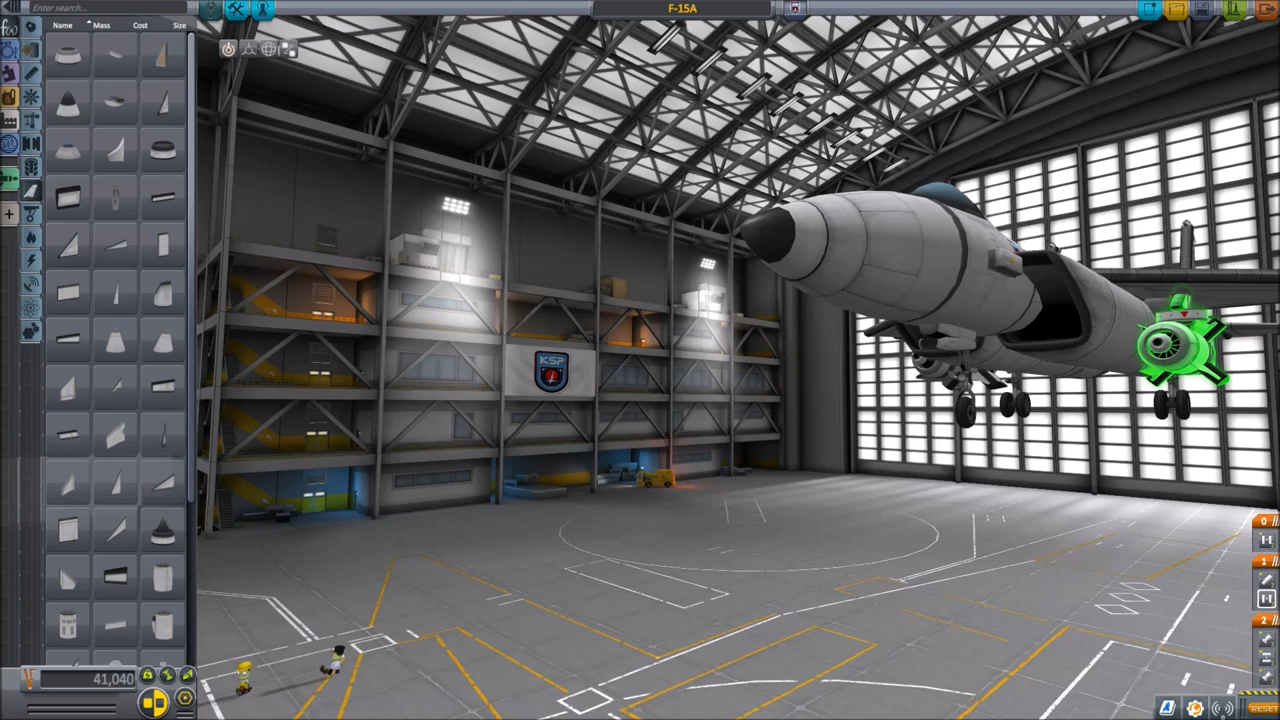 Enter search...
F-15A
Name
Mass
Cost
Size
f(x)
KSP
+
0
1
2
41,040
RESET